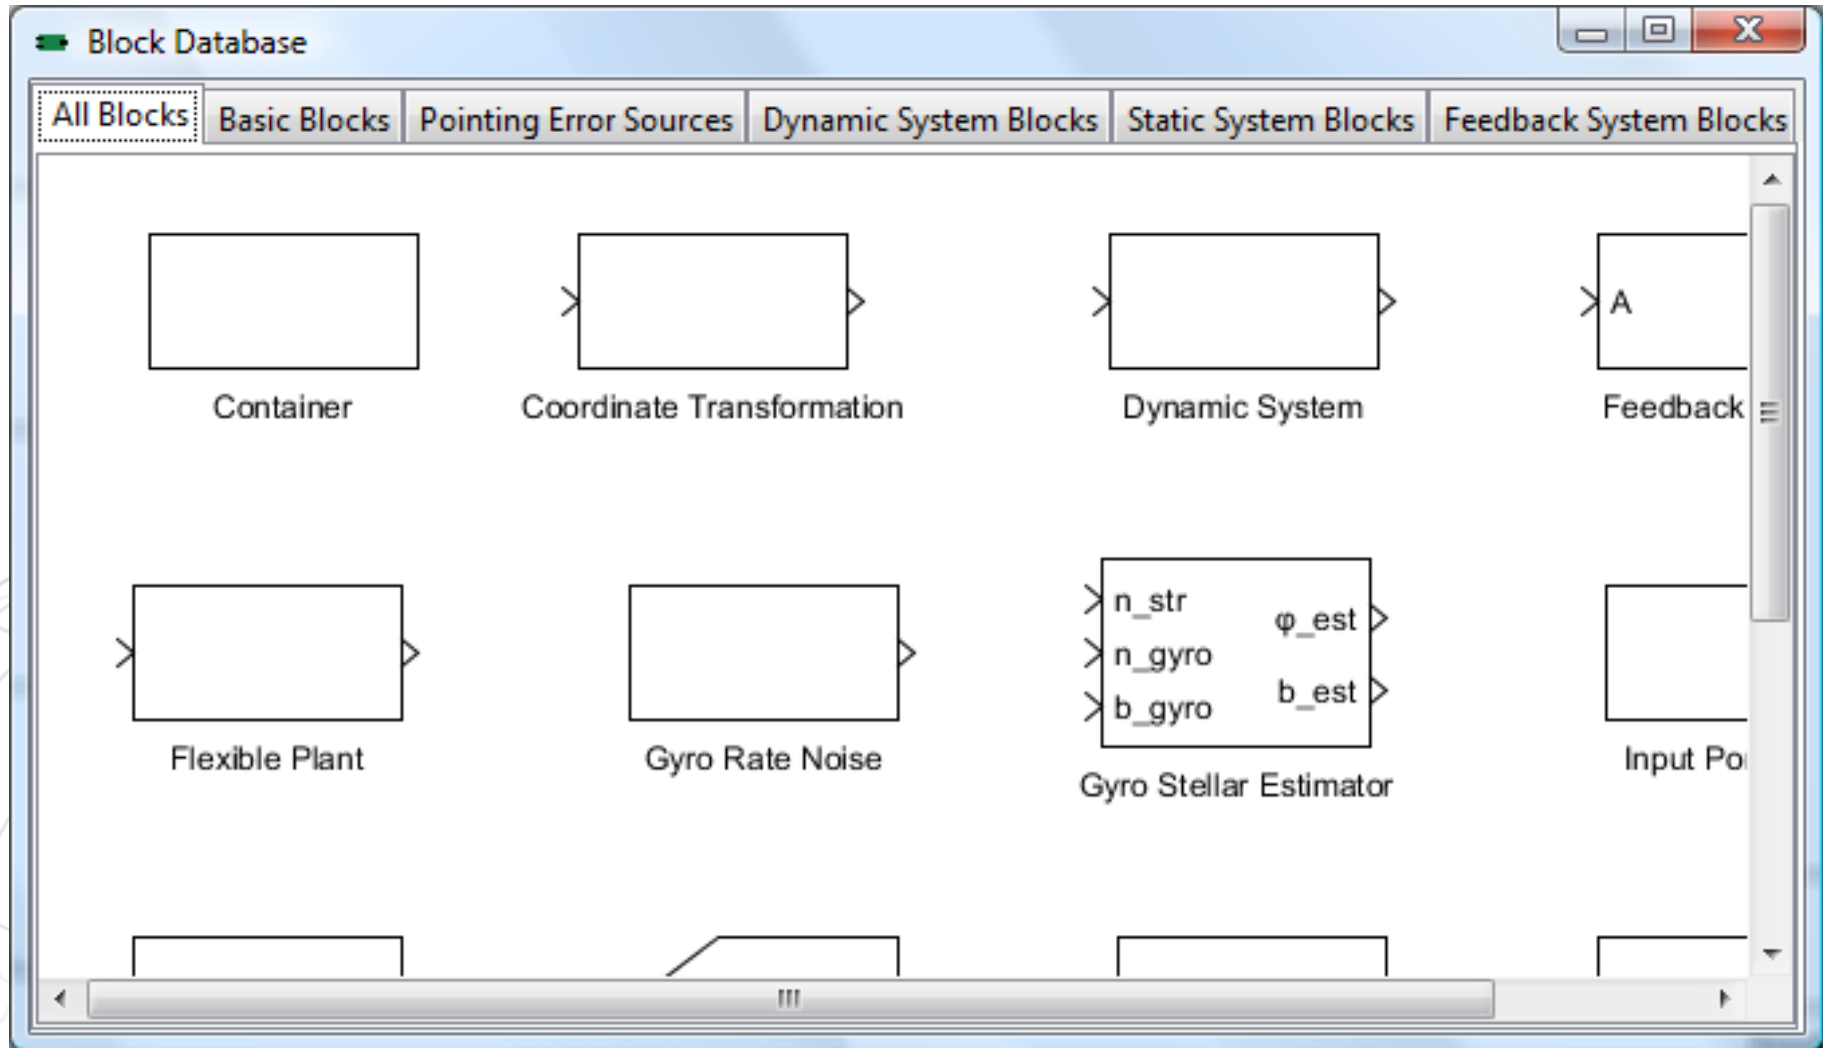 Block Database
All Blocks
Basic Blocks
Pointing Error Sources
Dynamic System Blocks
Static System Blocks
Feedback System Blocks
A
Container
Coordinate Transformation
Dynamic System
Feedback
n_str
n_gyro
b_gyro
φ_est
b_est
Flexible Plant
Gyro Rate Noise
Gyro Stellar Estimator
Input